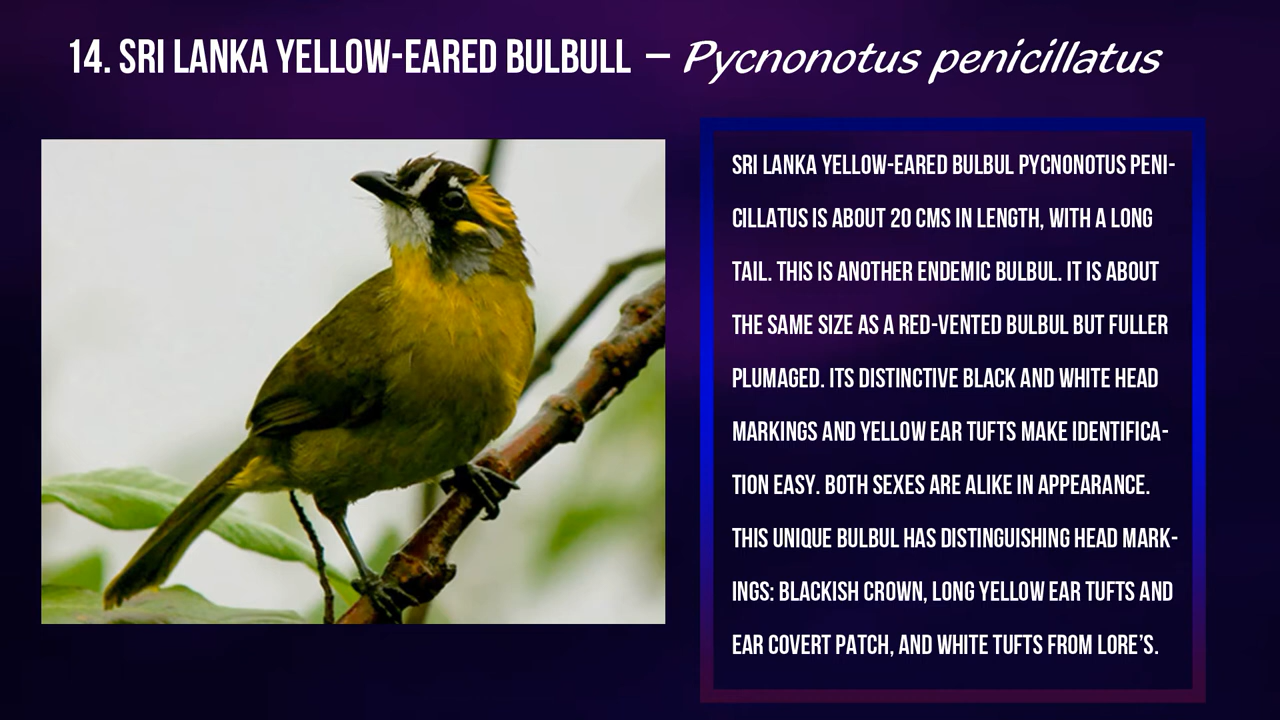 14. SRI LANKA YELLOW-EARED BULBULL – Pycnonotus penicillatus
SRI LANKA YELLOW-EARED BULBUL PYCNONOTUS PENI-
CILLATUS IS ABOUT 20 CMS IN LENGTH, WITH A LONG
TAIL. THIS IS ANOTHER ENDEMIC BULBUL. IT IS ABOUT
THE SAME SIZE AS A RED-VENTED BULBUL BUT FULLER
PLUMAGED. ITS DISTINCTIVE BLACK AND WHITE HEAD
MARKINGS AND YELLOW EAR TUFTS MAKE IDENTIFICA-
TION EASY. BOTH SEXES ARE ALIKE IN APPEARANCE.
THIS UNIQUE BULBUL HAS DISTINGUISHING HEAD MARK-
INGS: BLACKISH CROWN, LONG YELLOW EAR TUFTS AND
EAR COVERT PATCH, AND WHITE TUFTS FROM LORE’S.